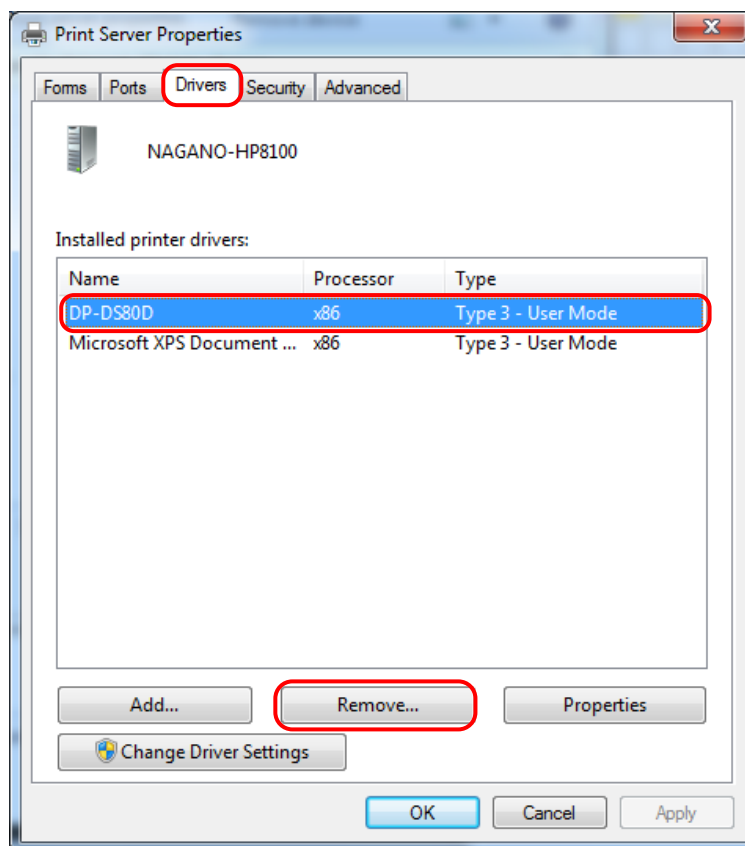 Print Server Properties
Forms Ports Drivers Security Advanced
NAGANO-HP8100
Installed printer drivers:
Name Processor Type
DP-DS80D x86 Type 3 - User Mode
Microsoft XPS Document ... x86 Type 3 - User Mode
Add... Remove... Properties
Change Driver Settings
OK Cancel Apply